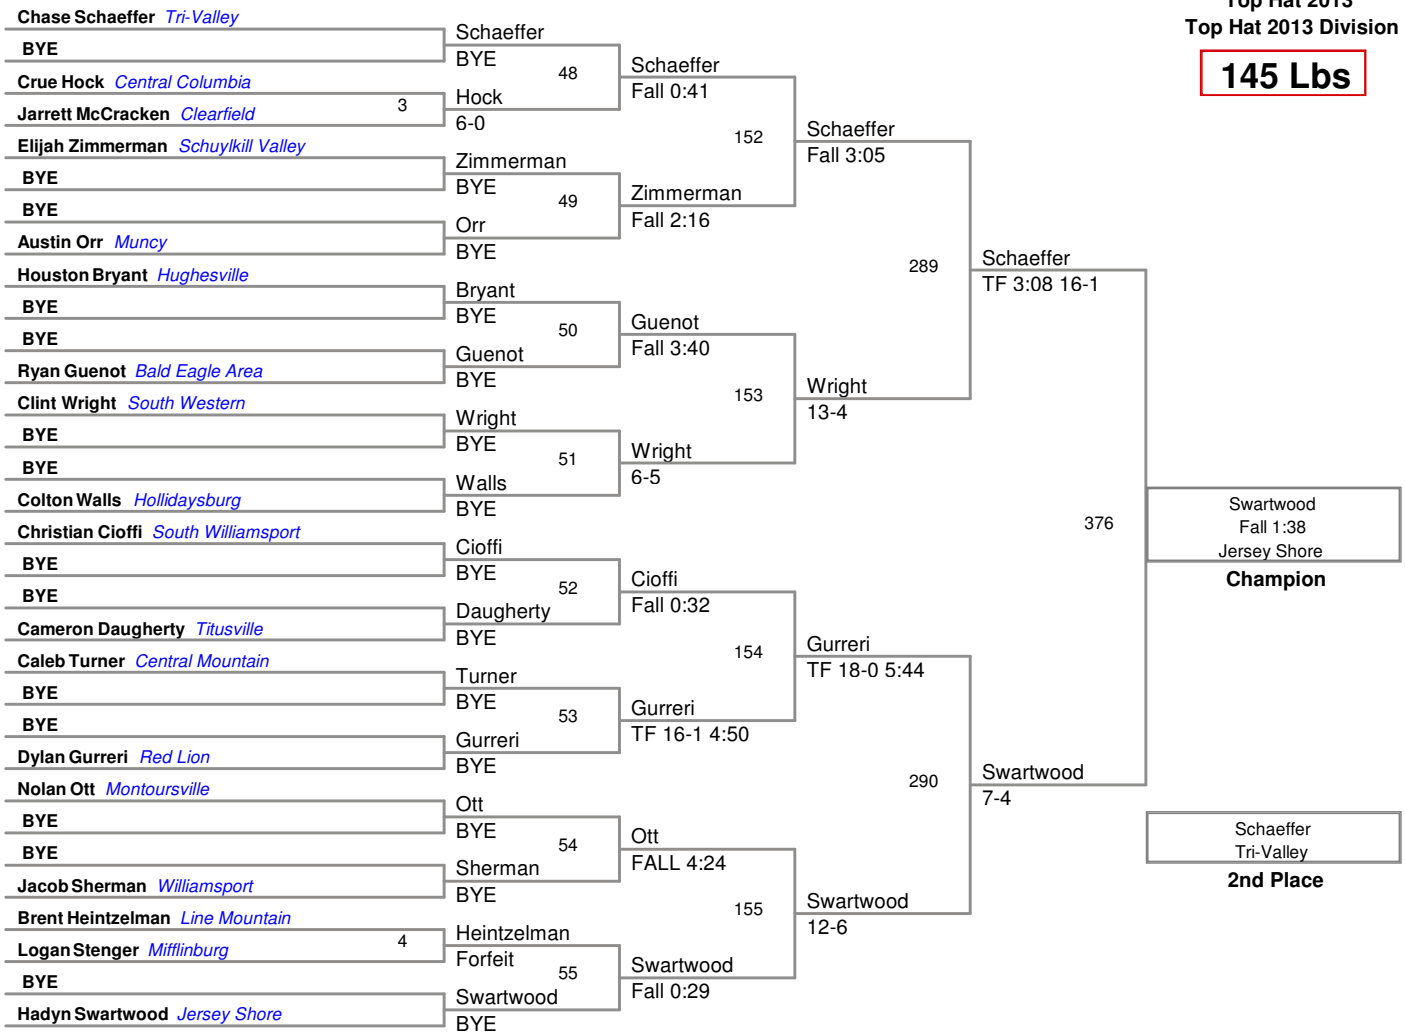 Top Hat 2013
Top Hat 2013 Division
145 Lbs
Chase Schaeffer Tri-Valley
BYE
Crue Hock Central Columbia
3
Jarrett McCracken Clearfield
Elijah Zimmerman Schuylkill Valley
BYE
BYE
Austin Orr Muncy
Houston Bryant Hughesville
BYE
BYE
Ryan Guenot Bald Eagle Area
Clint Wright South Western
BYE
BYE
Colton Walls Hollidaysburg
Christian Cioffi South Williamsport
BYE
BYE
Cameron Daugherty Titusville
Caleb Turner Central Mountain
BYE
BYE
Dylan Gurreri Red Lion
Nolan Ott Montoursville
BYE
BYE
Jacob Sherman Williamsport
Brent Heintzelman Line Mountain
4
Logan Stenger Mifflinburg
BYE
Hadyn Swartwood Jersey Shore
Schaeffer
BYE
48
Hock
6-0
Zimmerman
BYE
49
Orr
BYE
Bryant
BYE
50
Guenot
BYE
Wright
BYE
51
Walls
BYE
Cioffi
BYE
52
Daugherty
BYE
Turner
BYE
53
Gurreri
BYE
Ott
BYE
54
Sherman
BYE
Heintzelman
Forfeit
55
Swartwood
BYE
Schaeffer
Fall 0:41
152
Zimmerman
Fall 2:16
Guenot
Fall 3:40
153
Wright
6-5
Cioffi
Fall 0:32
154
Gurreri
TF 16-1 4:50
Ott
FALL 4:24
155
Swartwood
Fall 0:29
Schaeffer
Fall 3:05
289
Wright
13-4
Gurreri
TF 18-0 5:44
290
Swartwood
12-6
Schaeffer
TF 3:08 16-1
376
Swartwood
7-4
Swartwood
Fall 1:38
Jersey Shore
Champion
Schaeffer
Tri-Valley
2nd Place